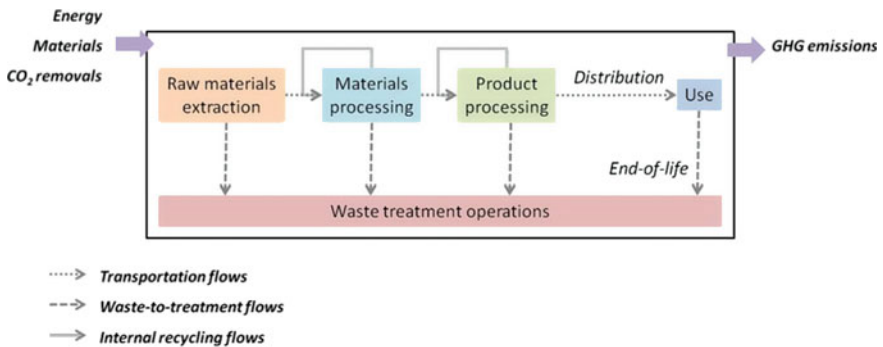 Energy
Materials
CO₂ removals
GHG emissions
Raw materials
extraction
Materials
processing
Product
processing
Distribution
Use
End-of-life
Waste treatment operations
Transportation flows
Waste-to-treatment flows
Internal recycling flows